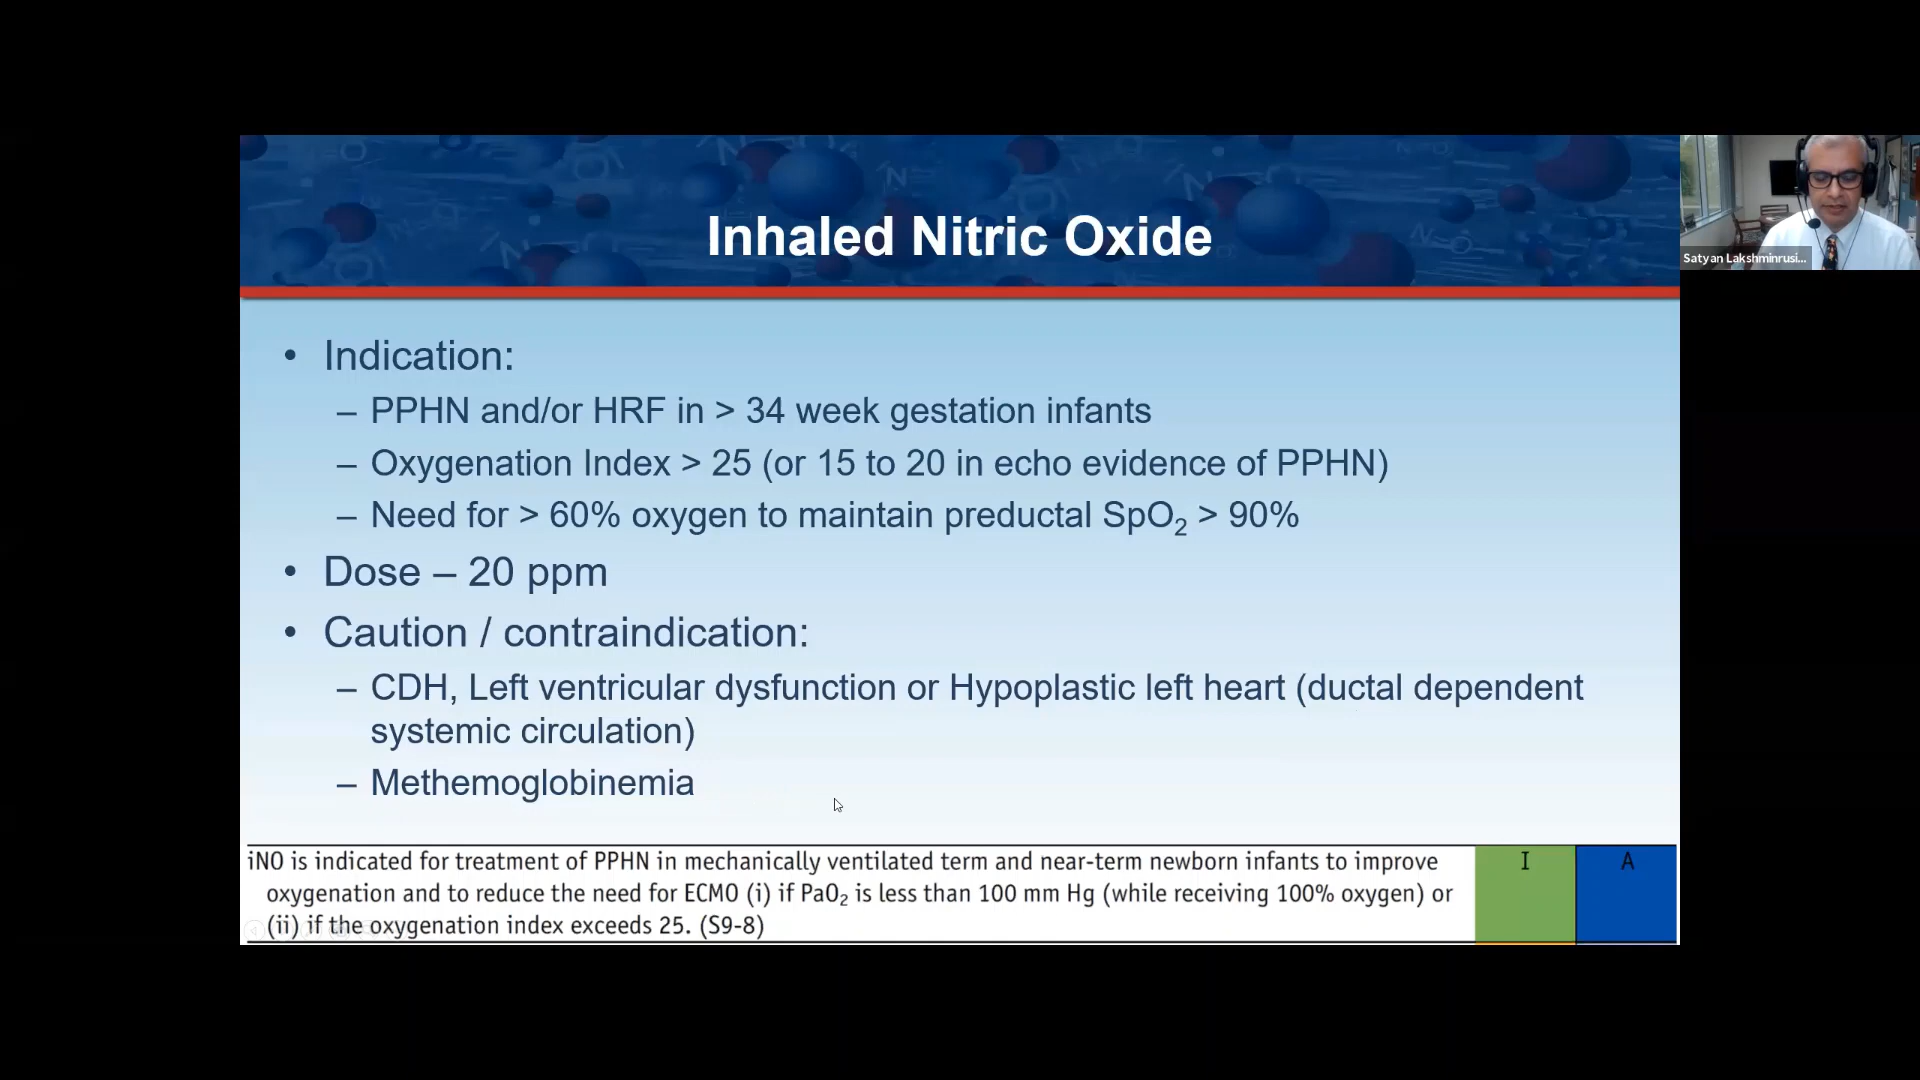 Inhaled Nitric Oxide
Satyan Lakshminrusi...
• Indication:
– PPHN and/or HRF in > 34 week gestation infants
– Oxygenation Index > 25 (or 15 to 20 in echo evidence of PPHN)
– Need for > 60% oxygen to maintain preductal SpO₂ > 90%
• Dose – 20 ppm
• Caution / contraindication:
– CDH, Left ventricular dysfunction or Hypoplastic left heart (ductal dependent
systemic circulation)
– Methemoglobinemia
iNO is indicated for treatment of PPHN in mechanically ventilated term and near-term newborn infants to improve
oxygenation and to reduce the need for ECMO (i) if PaO₂ is less than 100 mm Hg (while receiving 100% oxygen) or
(ii) if the oxygenation index exceeds 25. (S9-8)
I
A